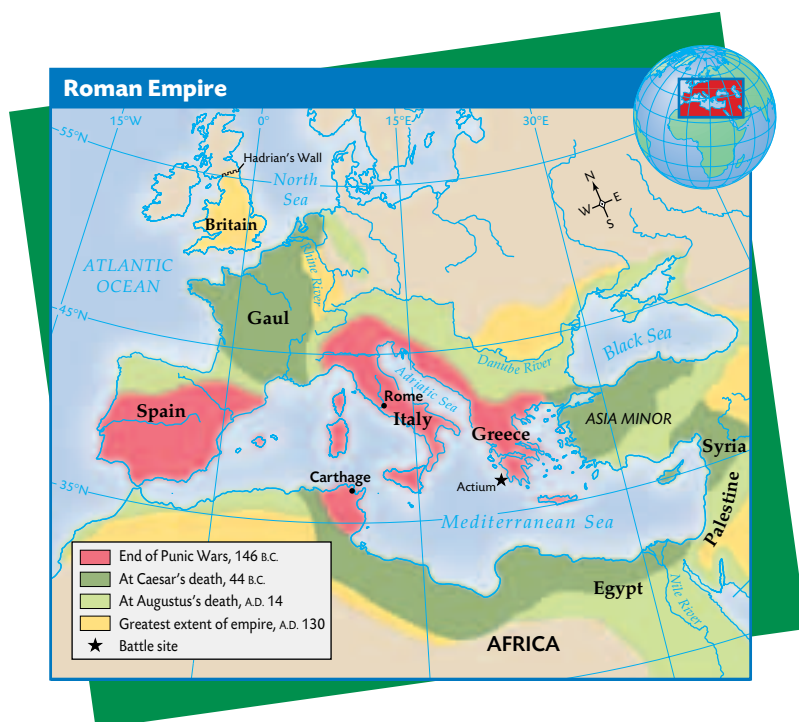 Roman Empire
15°W
0°
15°E
30°E
55°N
Hadrian's Wall
North
Sea
N
W
E
S
Britain
ATLANTIC
OCEAN
Rhine River
45°N
Gaul
Black Sea
Danube River
Adriatic Sea
Rome
Spain
Italy
Greece
ASIA MINOR
Syria
Carthage
35°N
Actium
Palestine
Mediterranean Sea
End of Punic Wars, 146 B.C.
At Caesar's death, 44 B.C.
At Augustus's death, A.D. 14
Greatest extent of empire, A.D. 130
Battle site
Egypt
Nile River
AFRICA